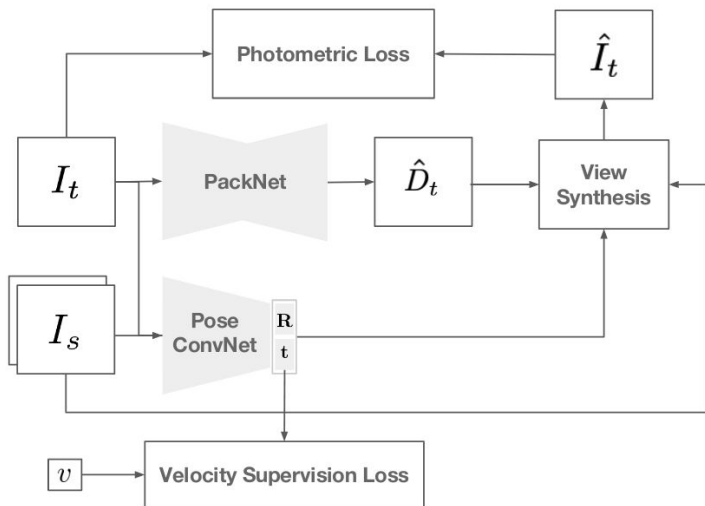 Photometric Loss
Î_t
I_t
PackNet
D̂_t
View
Synthesis
I_s
Pose
ConvNet
R
t
v
Velocity Supervision Loss